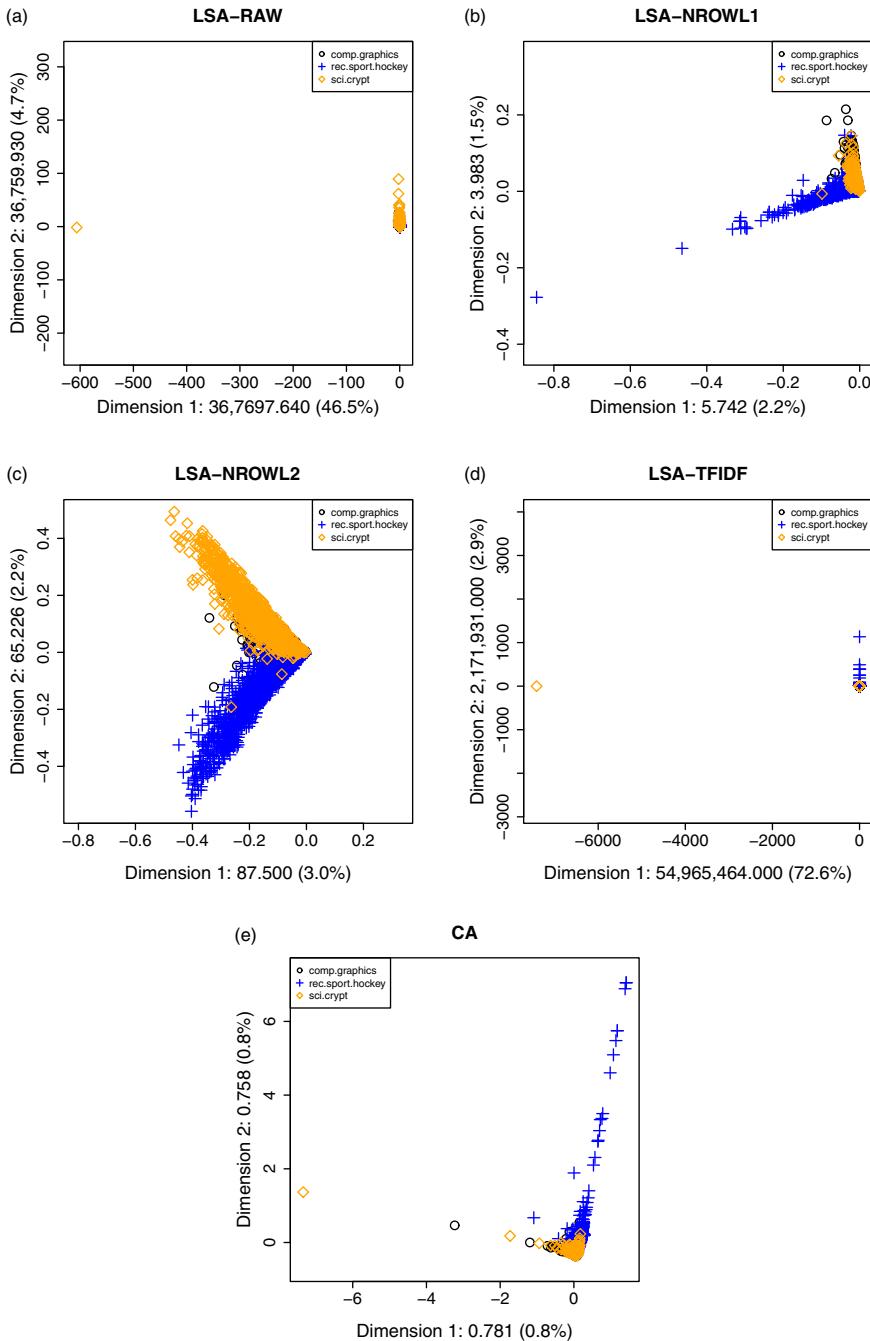 (a) LSA−RAW
300
200
100
0
−100
−200
Dimension 2: 36,759.930 (4.7%)
comp.graphics
rec.sport.hockey
sci.crypt
−600 −500 −400 −300 −200 −100 0
Dimension 1: 36,7697.640 (46.5%)
(b) LSA−NROWL1
0.2
0.0
−0.2
−0.4
Dimension 2: 3.983 (1.5%)
comp.graphics
rec.sport.hockey
sci.crypt
−0.8 −0.6 −0.4 −0.2 0.0
Dimension 1: 5.742 (2.2%)
(c) LSA−NROWL2
0.4
0.2
0.0
−0.2
−0.4
Dimension 2: 65.226 (2.2%)
comp.graphics
rec.sport.hockey
sci.crypt
−0.8 −0.6 −0.4 −0.2 0.0 0.2
Dimension 1: 87.500 (3.0%)
(d) LSA−TFIDF
3000
1000
−1000
−3000
Dimension 2: 2,171,931.000 (2.9%)
comp.graphics
rec.sport.hockey
sci.crypt
−6000 −4000 −2000 0
Dimension 1: 54,965,464.000 (72.6%)
(e) CA
6
4
2
0
Dimension 2: 0.758 (0.8%)
comp.graphics
rec.sport.hockey
sci.crypt
−6 −4 −2 0
Dimension 1: 0.781 (0.8%)